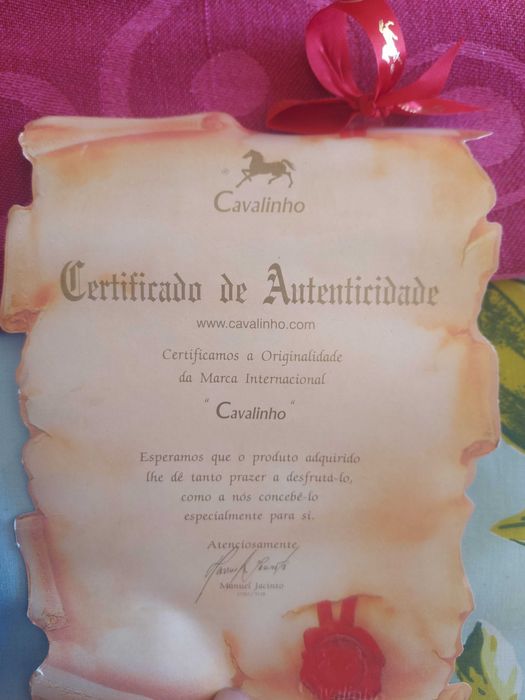 ®
Cavalinho
Certificado de Autenticidade
www.cavalinho.com
Certificamos a Originalidade
da Marca Internacional
" Cavalinho "
Esperamos que o produto adquirido
lhe dê tanto prazer a desfrutá-lo,
como a nós concebê-lo
especialmente para si.
Atenciosamente
Manuel Jacinto
Cavalinho